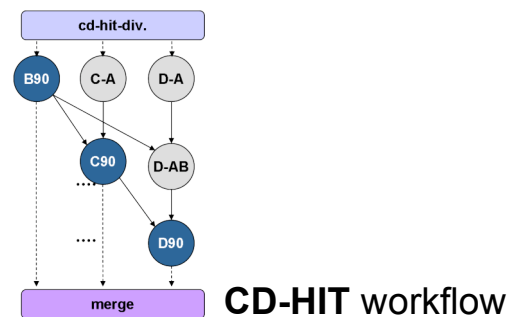 cd-hit-div.
B90 C-A D-A
C90 D-AB
....
.... D90
merge
CD-HIT workflow